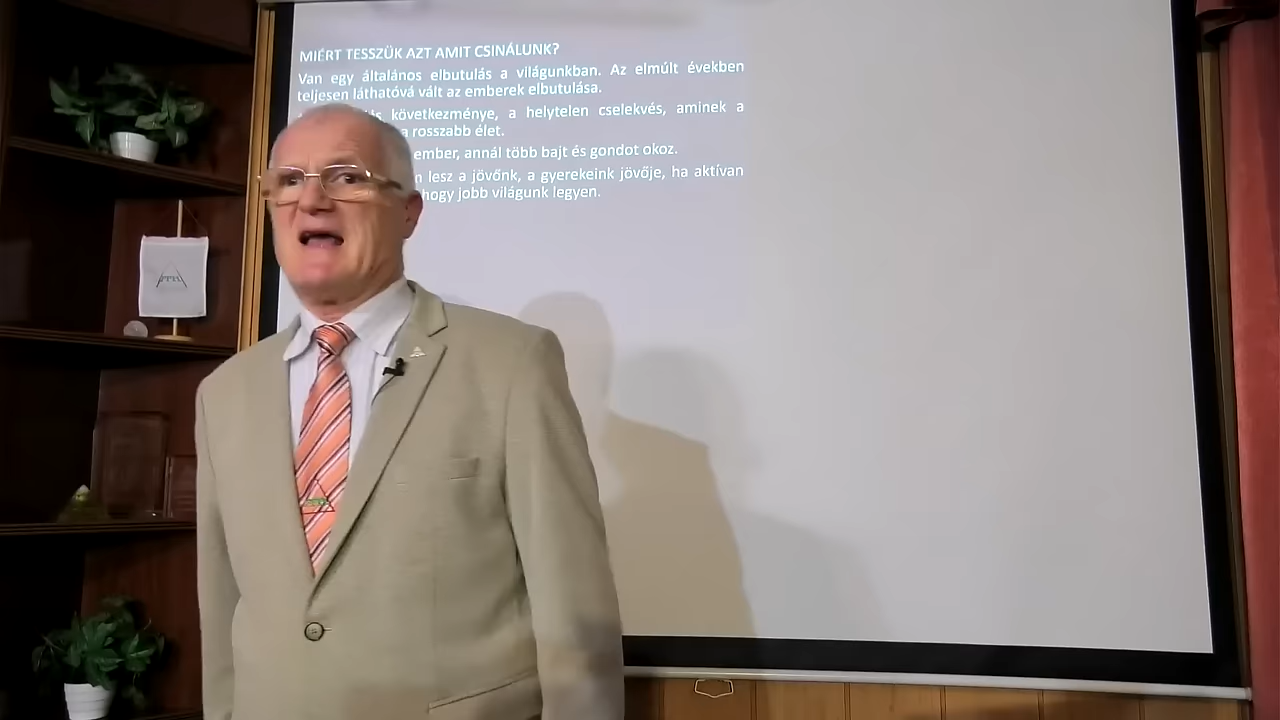 MIÉRT TESSZÜK AZT AMIT CSINÁLUNK?
Van egy általános elbutulás a világunkban. Az elmúlt években
teljesen láthatóvá vált az emberek elbutulása.
következménye, a helytelen cselekvés, aminek a
a rosszabb élet.
ember, annál több bajt és gondot okoz.
lesz a jövőnk, a gyerekeink jövője, ha aktívan
hogy jobb világunk legyen.